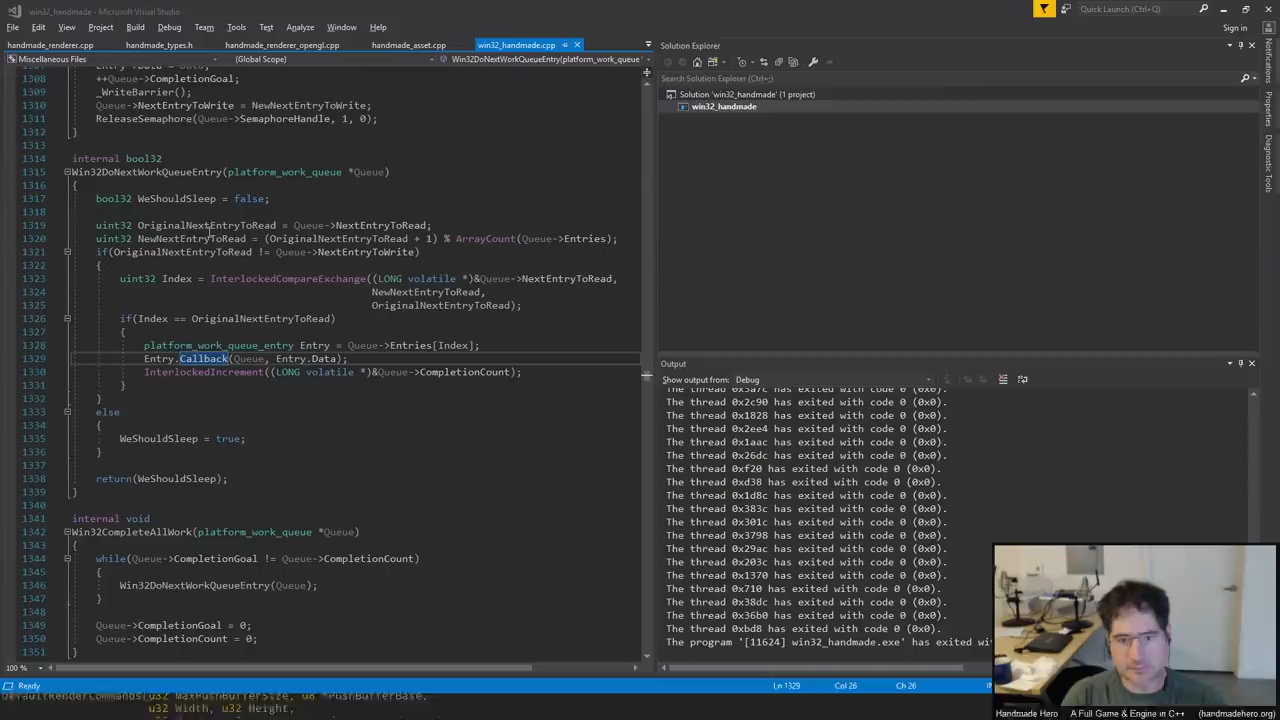 win32_handmade - Microsoft Visual Studio
Quick Launch (Ctrl+Q)
File Edit View Project Build Debug Team Tools Test Analyze Window Help
Sign in
handmade_renderer.cpp handmade_types.h handmade_renderer_opengl.cpp handmade_asset.cpp win32_handmade.cpp
Miscellaneous Files (Global Scope) Win32DoNextWorkQueueEntry(platform_work_queue
1308 ++Queue->CompletionGoal;
1309 _WriteBarrier();
1310 Queue->NextEntryToWrite = NewNextEntryToWrite;
1311 ReleaseSemaphore(Queue->SemaphoreHandle, 1, 0);
1312 }
1313
1314 internal bool32
1315 Win32DoNextWorkQueueEntry(platform_work_queue *Queue)
1316 {
1317 bool32 WeShouldSleep = false;
1318
1319 uint32 OriginalNextEntryToRead = Queue->NextEntryToRead;
1320 uint32 NewNextEntryToRead = (OriginalNextEntryToRead + 1) % ArrayCount(Queue->Entries);
1321 if(OriginalNextEntryToRead != Queue->NextEntryToWrite)
1322 {
1323 uint32 Index = InterlockedCompareExchange((LONG volatile *)&Queue->NextEntryToRead,
1324 NewNextEntryToRead,
1325 OriginalNextEntryToRead);
1326 if(Index == OriginalNextEntryToRead)
1327 {
1328 platform_work_queue_entry Entry = Queue->Entries[Index];
1329 Entry.Callback(Queue, Entry.Data);
1330 InterlockedIncrement((LONG volatile *)&Queue->CompletionCount);
1331 }
1332 }
1333 else
1334 {
1335 WeShouldSleep = true;
1336 }
1337
1338 return(WeShouldSleep);
1339 }
1340
1341 internal void
1342 Win32CompleteAllWork(platform_work_queue *Queue)
1343 {
1344 while(Queue->CompletionGoal != Queue->CompletionCount)
1345 {
1346 Win32DoNextWorkQueueEntry(Queue);
1347 }
1348
1349 Queue->CompletionGoal = 0;
1350 Queue->CompletionCount = 0;
1351 }
100 %
Solution Explorer
Search Solution Explorer (Ctrl+;)
Solution 'win32_handmade' (1 project)
win32_handmade
Notifications
Properties
Diagnostic Tools
Output
Show output from: Debug
The thread 0x3a7c has exited with code 0 (0x0).
The thread 0x2c90 has exited with code 0 (0x0).
The thread 0x1828 has exited with code 0 (0x0).
The thread 0x2ee4 has exited with code 0 (0x0).
The thread 0x1aac has exited with code 0 (0x0).
The thread 0x26dc has exited with code 0 (0x0).
The thread 0xf20 has exited with code 0 (0x0).
The thread 0xd38 has exited with code 0 (0x0).
The thread 0x1d8c has exited with code 0 (0x0).
The thread 0x383c has exited with code 0 (0x0).
The thread 0x301c has exited with code 0 (0x0).
The thread 0x3798 has exited with code 0 (0x0).
The thread 0x29ac has exited with code 0 (0x0).
The thread 0x203c has exited with code 0 (0x0).
The thread 0x1370 has exited with code 0 (0x0).
The thread 0x710 has exited with code 0 (0x0).
The thread 0x38dc has exited with code 0 (0x0).
The thread 0x36b0 has exited with code 0 (0x0).
The thread 0xbd8 has exited with code 0 (0x0).
The program '[11624] win32_handmade.exe' has exited
Ready Ln 1329 Col 26 Ch 26
u32 Width, u32 Height,
Handmade Hero A Full Game & Engine in C++ (handmadehero.org)